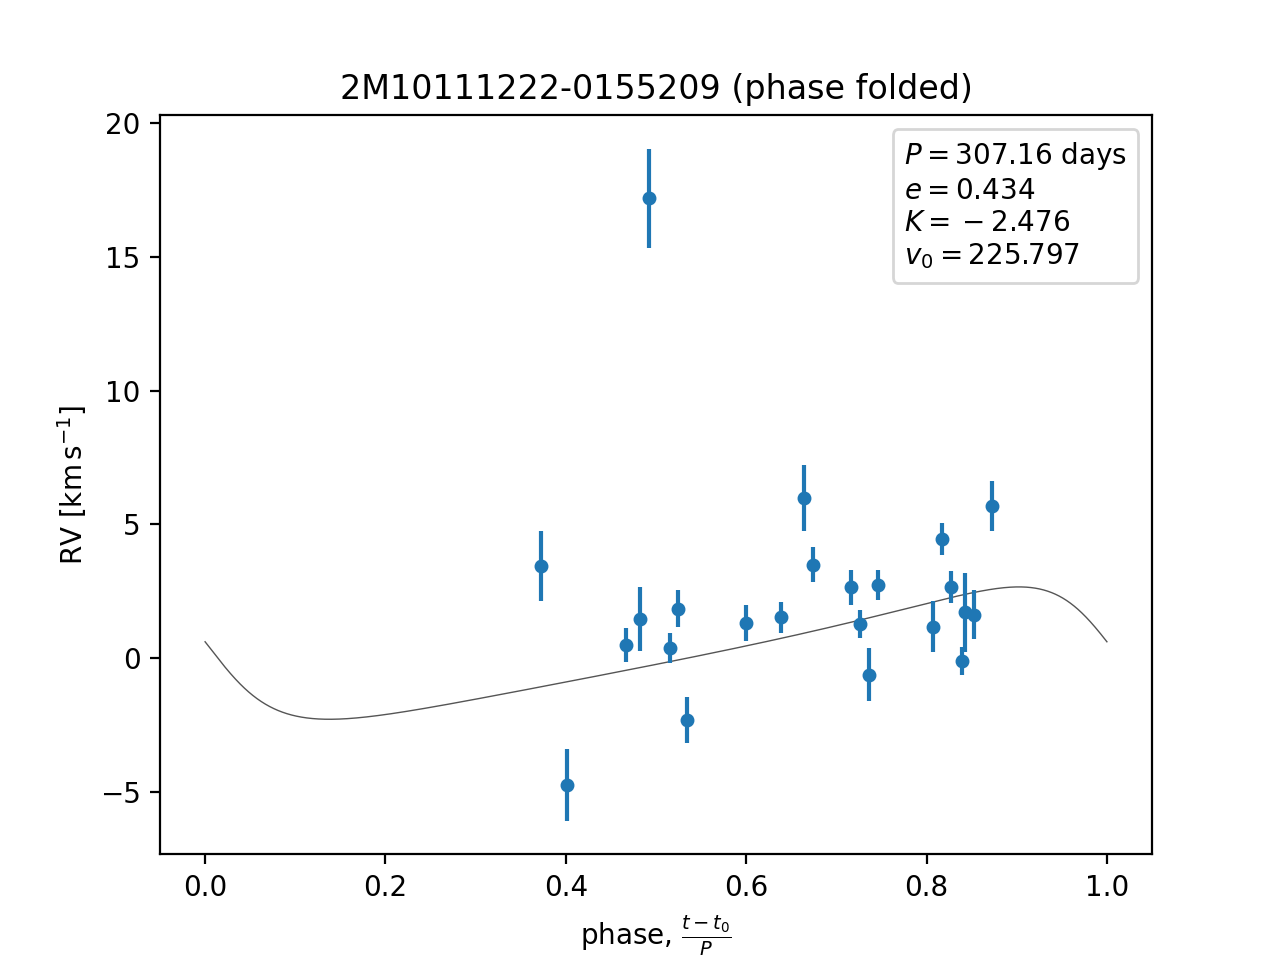 2M10111222-0155209 (phase folded)
P = 307.16 days
e = 0.434
K = −2.476
v₀ = 225.797
RV [km s⁻¹]
20
15
10
5
0
−5
0.0 0.2 0.4 0.6 0.8 1.0
phase, (t − t₀)/P